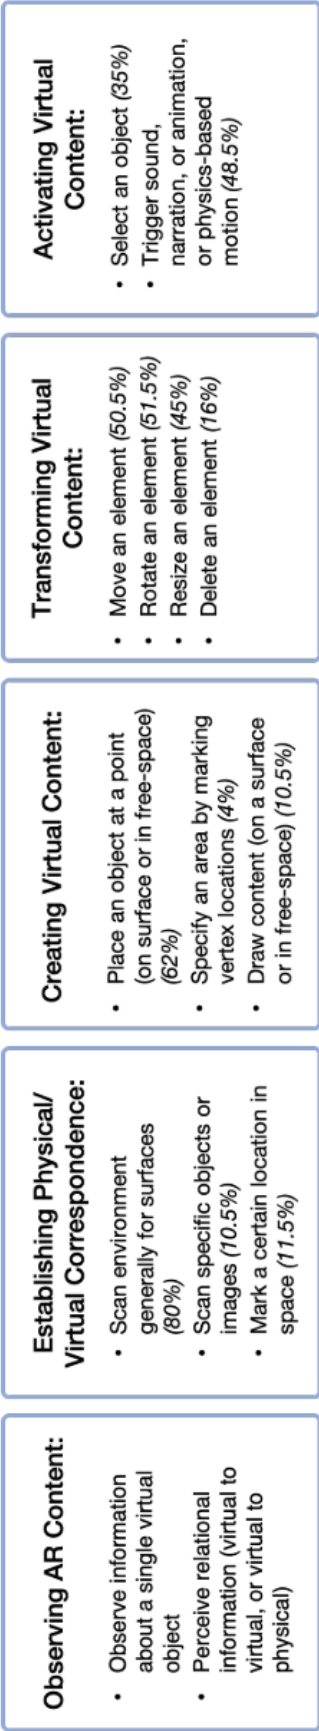 Observing AR Content:
• Observe information
about a single virtual
object
• Perceive relational
information (virtual to
virtual, or virtual to
physical)
Establishing Physical/
Virtual Correspondence:
• Scan environment
generally for surfaces
(80%)
• Scan specific objects or
images (10.5%)
• Mark a certain location in
space (11.5%)
Creating Virtual Content:
• Place an object at a point
(on surface or in free-space)
(62%)
• Specify an area by marking
vertex locations (4%)
• Draw content (on a surface
or in free-space) (10.5%)
Transforming Virtual
Content:
• Move an element (50.5%)
• Rotate an element (51.5%)
• Resize an element (45%)
• Delete an element (16%)
Activating Virtual
Content:
• Select an object (35%)
• Trigger sound,
narration, or animation,
or physics-based
motion (48.5%)